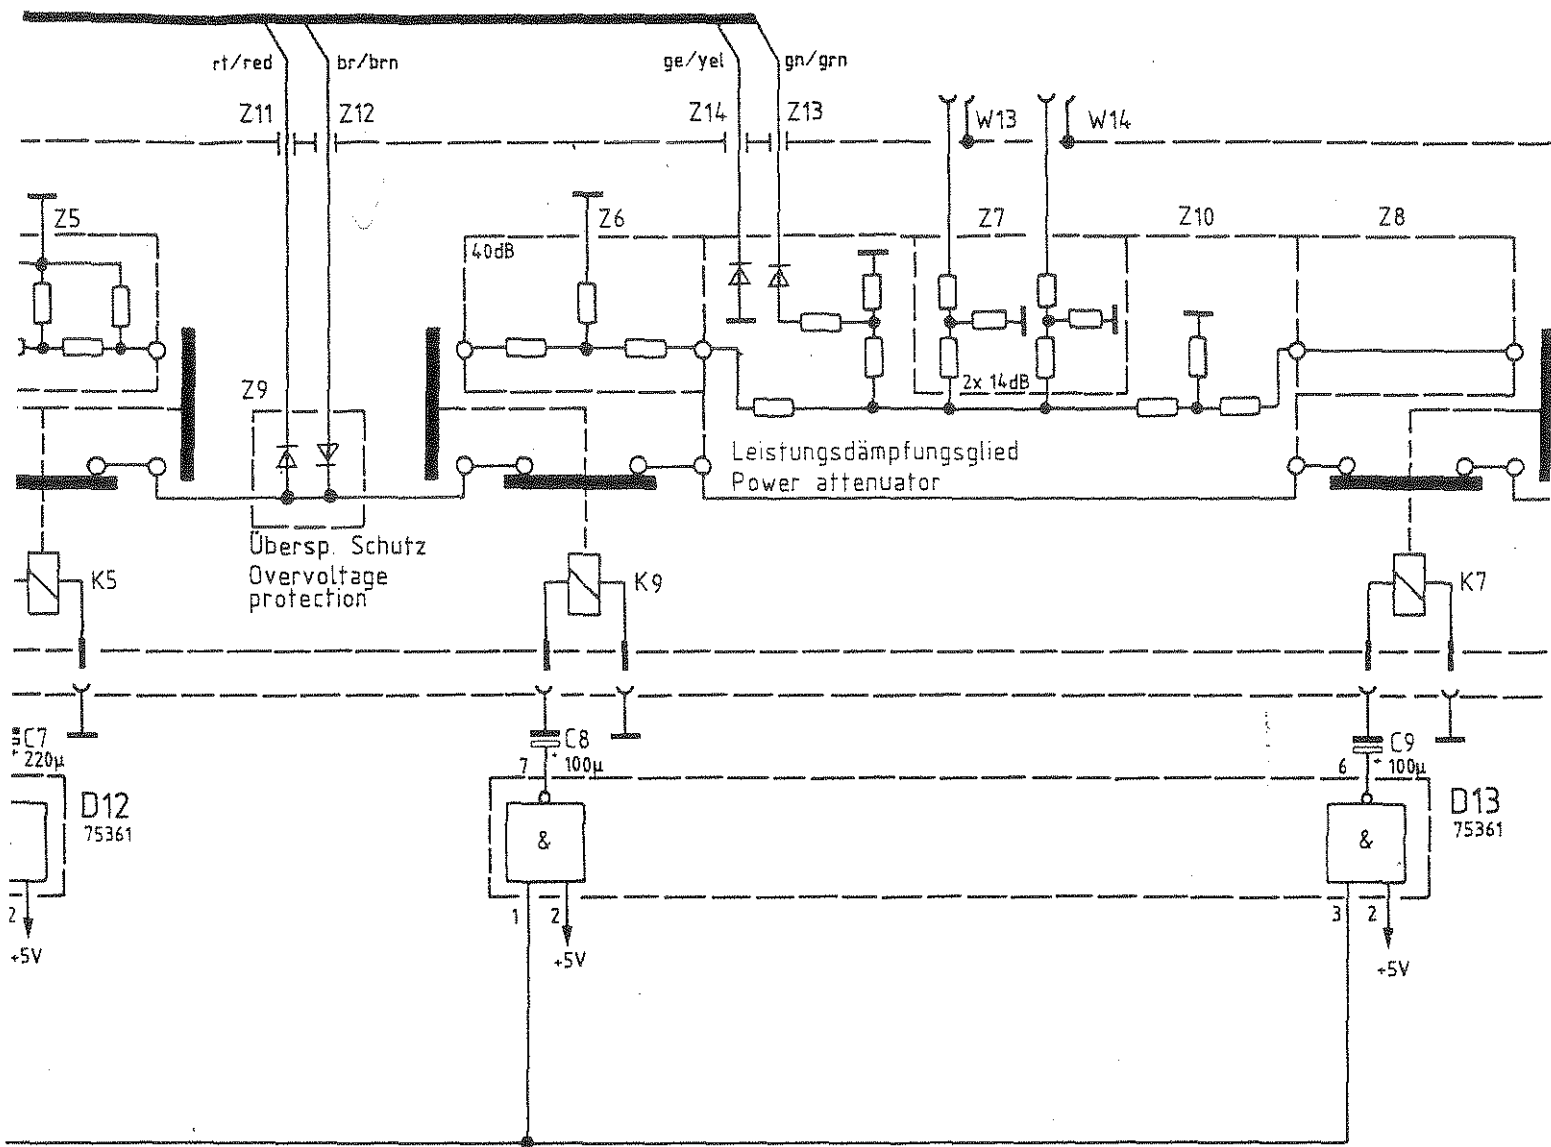 rt/red
br/brn
ge/yel
gn/grn
Z11
Z12
Z14
Z13
W13
W14
Z5
Z6
Z7
Z10
Z8
40dB
2x 14dB
Z9
Leistungsdämpfungsglied
Power attenuator
Übersp. Schutz
Overvoltage
protection
K5
K9
K7
C7
220µ
C8
100µ
7
C9
100µ
6
D12
75361
&
&
D13
75361
2
+5V
1
2
+5V
3
2
+5V